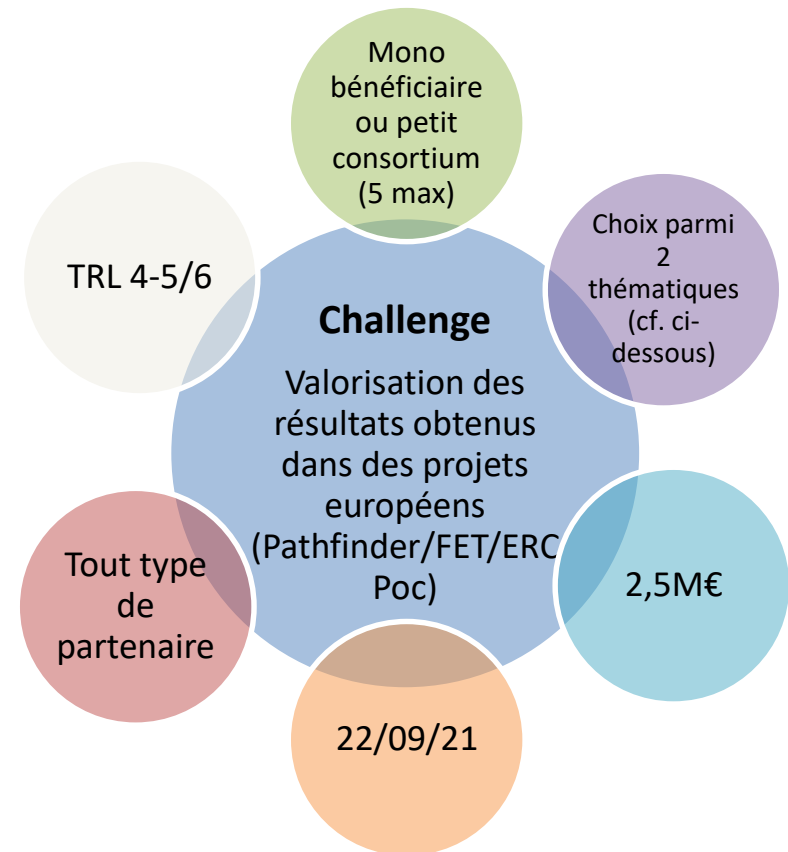 Mono
bénéficiaire
ou petit
consortium
(5 max)
Choix parmi
2
thématiques
(cf. ci-
dessous)
TRL 4-5/6
Challenge
Valorisation des
résultats obtenus
dans des projets
européens
(Pathfinder/FET/ERC
Poc)
2,5M€
Tout type
de
partenaire
22/09/21